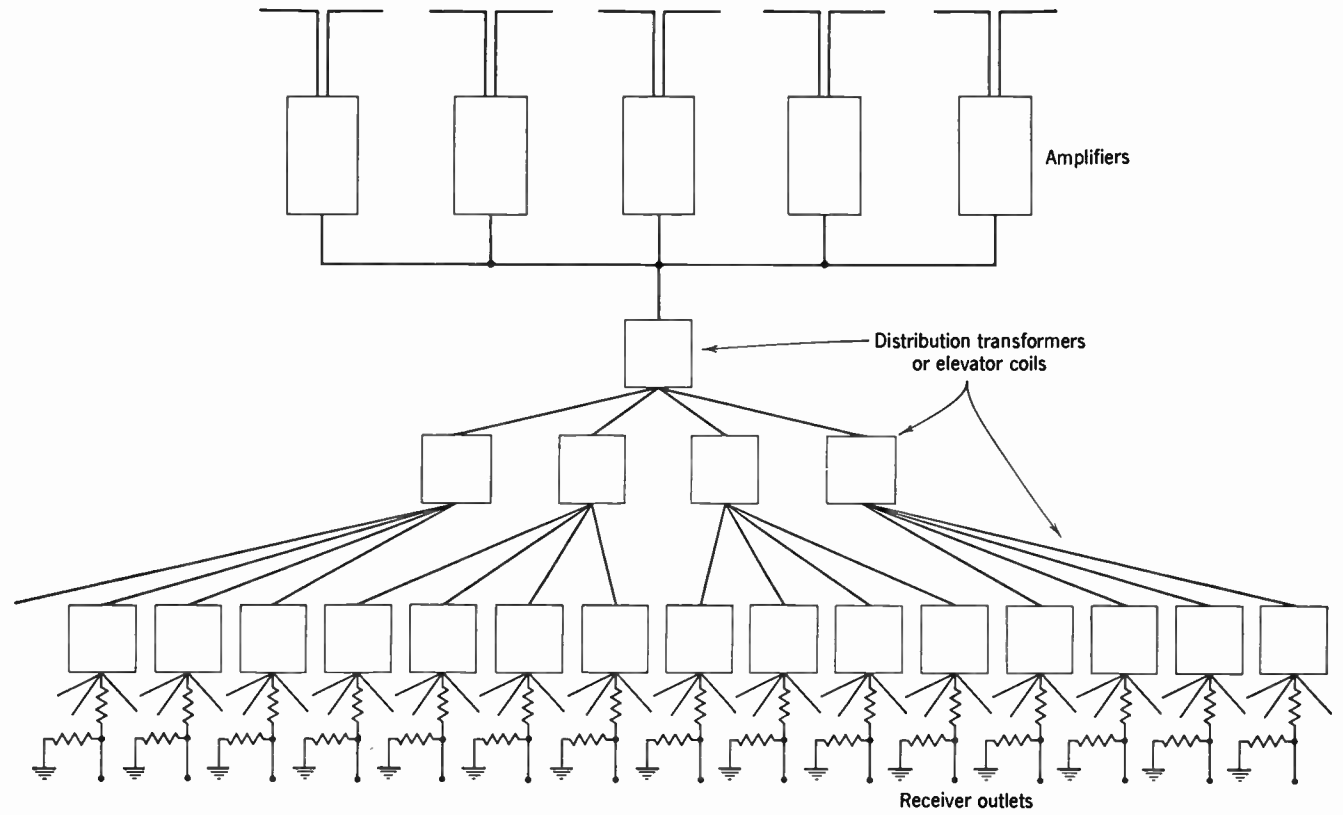 Amplifiers
Distribution transformers
or elevator coils
Receiver outlets